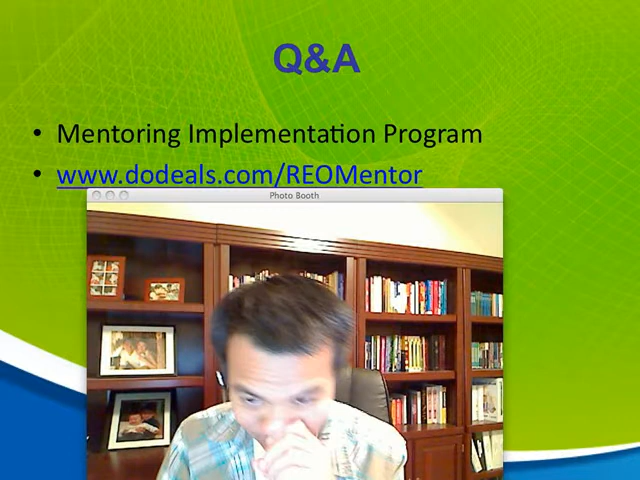 Q&A
• Mentoring Implementation Program
• www.dodeals.com/REOMentor
Photo Booth